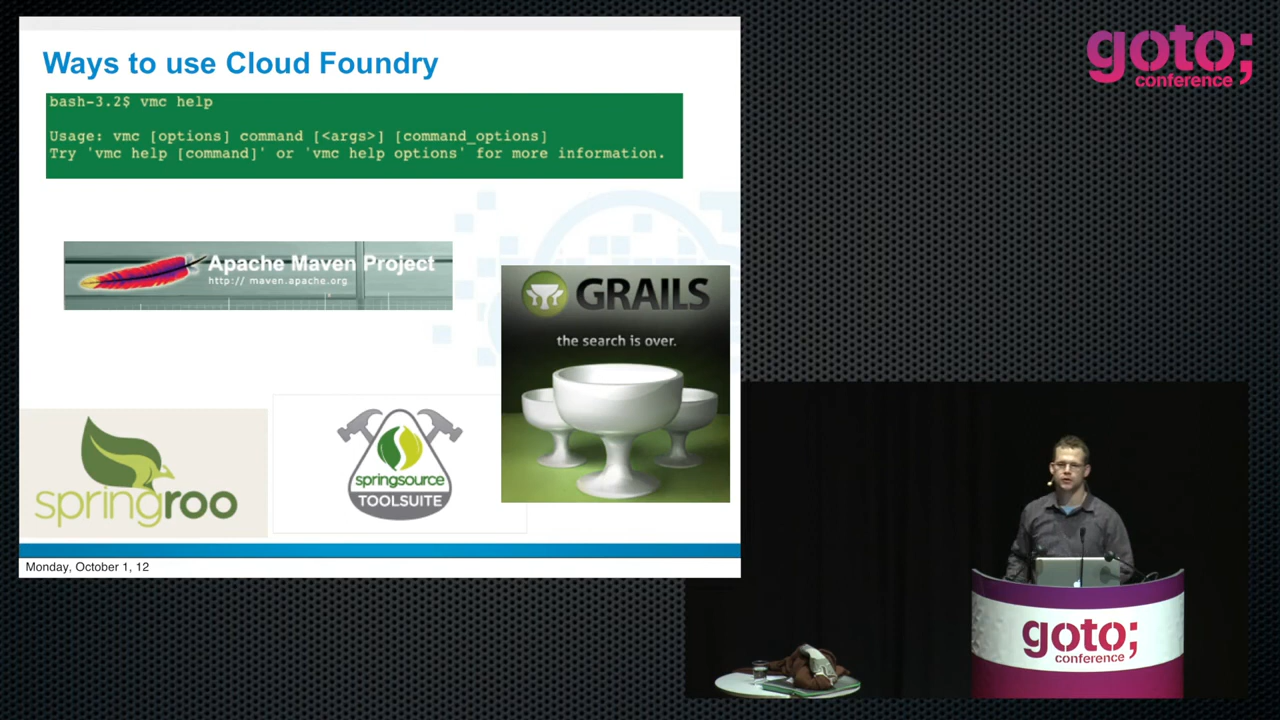 Ways to use Cloud Foundry
bash-3.2$ vmc help
Usage: vmc [options] command [<args>] [command_options]
Try 'vmc help [command]' or 'vmc help options' for more information.
Apache Maven Project
http://maven.apache.org
GRAILS
the search is over.
springroo
springsource
TOOLSUITE
Monday, October 1, 12
goto;
conference
goto;
conference